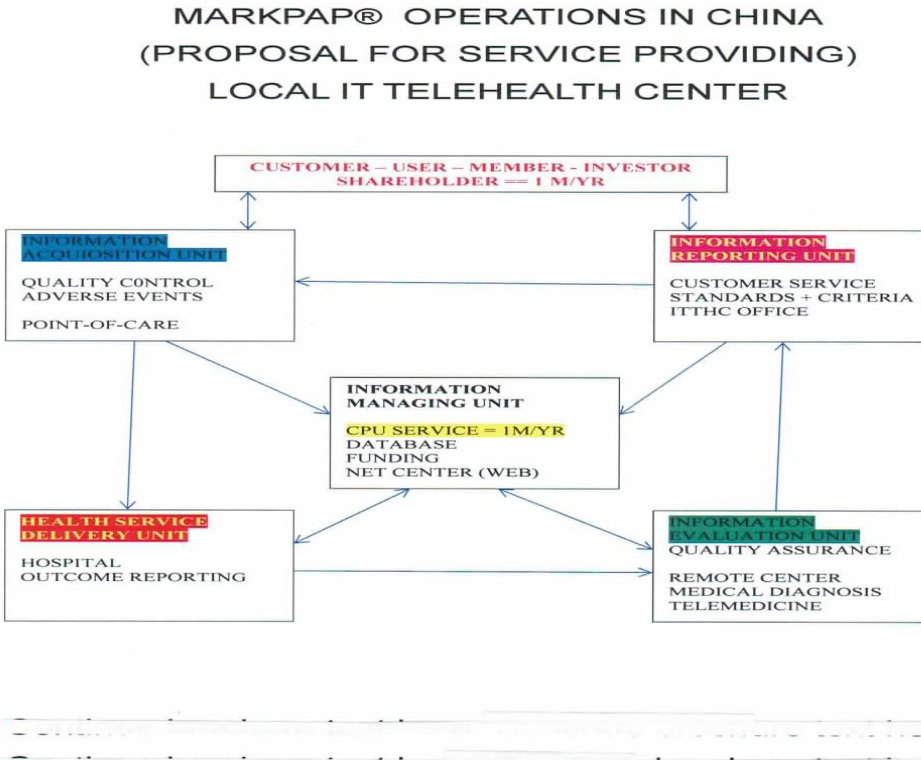 MARKPAP® OPERATIONS IN CHINA
(PROPOSAL FOR SERVICE PROVIDING)
LOCAL IT TELEHEALTH CENTER
CUSTOMER – USER – MEMBER - INVESTOR
SHAREHOLDER == 1 M/YR
INFORMATION
ACQUIOSITION UNIT
QUALITY C0NTROL
ADVERSE EVENTS
POINT-OF-CARE
INFORMATION
REPORTING UNIT
CUSTOMER SERVICE
STANDARDS + CRITERIA
ITTHC OFFICE
INFORMATION
MANAGING UNIT
CPU SERVICE = 1M/YR
DATABASE
FUNDING
NET CENTER (WEB)
HEALTH SERVICE
DELIVERY UNIT
HOSPITAL
OUTCOME REPORTING
INFORMATION
EVALUATION UNIT
QUALITY ASSURANCE
REMOTE CENTER
MEDICAL DIAGNOSIS
TELEMEDICINE